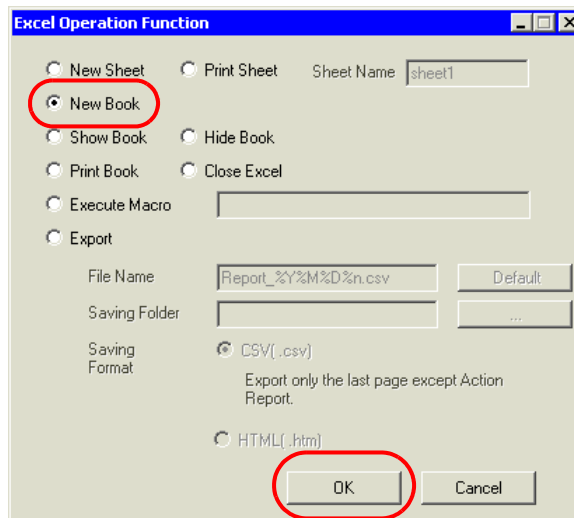 Excel Operation Function
New Sheet Print Sheet Sheet Name sheet1
New Book
Show Book Hide Book
Print Book Close Excel
Execute Macro
Export
File Name Report_%Y%M%D%n.csv Default
Saving Folder ...
Saving
Format
CSV( .csv)
Export only the last page except Action
Report.
HTML( .htm)
OK Cancel